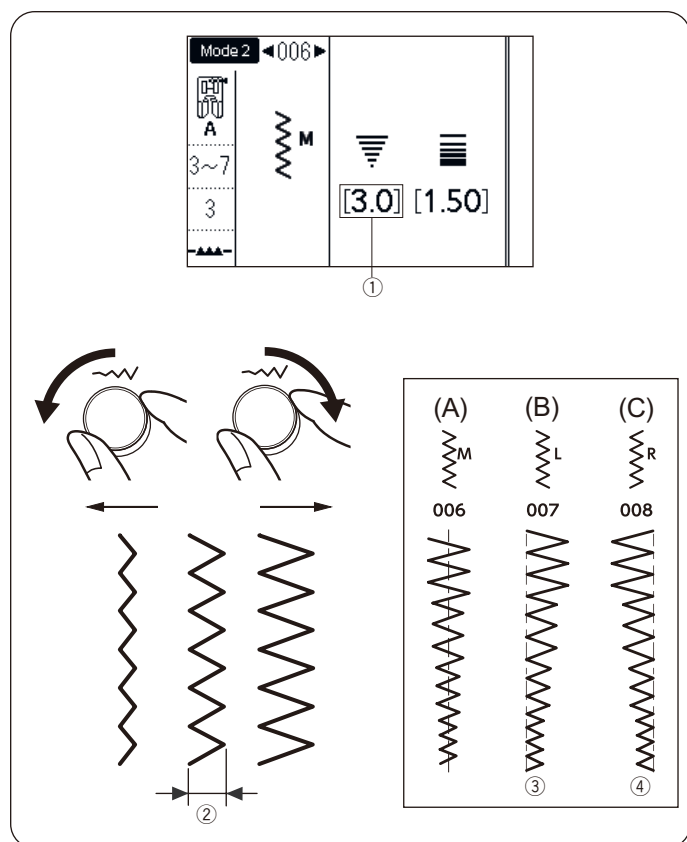 Mode 2 ◀006▶
A
M
3~7
3
[3.0] [1.50]
①
②
(A) (B) (C)
M L R
006 007 008
③ ④